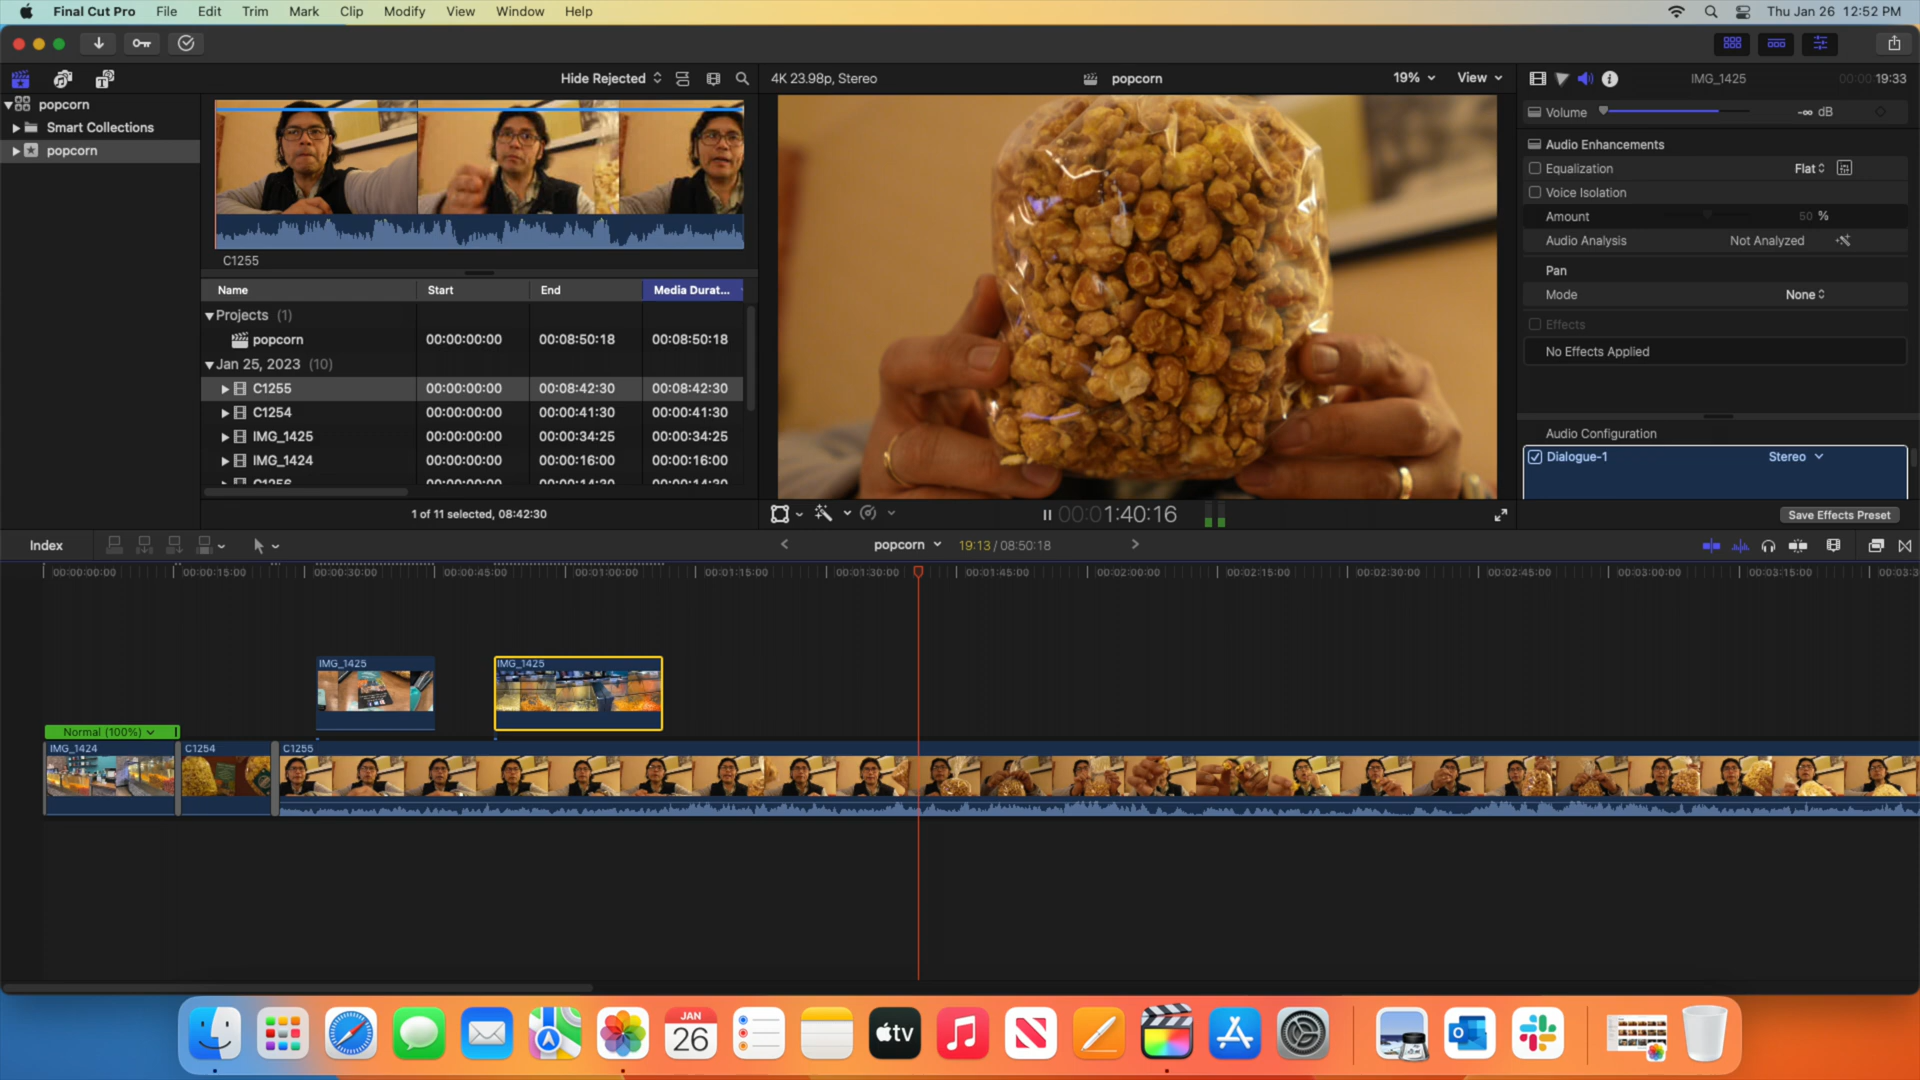 Final Cut Pro File Edit Trim Mark Clip Modify View Window Help Thu Jan 26 12:52 PM
Hide Rejected 4K 23.98p, Stereo popcorn 19% View IMG_1425 00:00:19:33
popcorn
Smart Collections
popcorn
C1255
Name Start End Media Durat...
Projects (1)
popcorn 00:00:00:00 00:08:50:18 00:08:50:18
Jan 25, 2023 (10)
C1255 00:00:00:00 00:08:42:30 00:08:42:30
C1254 00:00:00:00 00:00:41:30 00:00:41:30
IMG_1425 00:00:00:00 00:00:34:25 00:00:34:25
IMG_1424 00:00:00:00 00:00:16:00 00:00:16:00
1 of 11 selected, 08:42:30
00:01:40:16
Volume -∞ dB
Audio Enhancements
Equalization Flat
Voice Isolation
Amount 50 %
Audio Analysis Not Analyzed
Pan
Mode None
Effects
No Effects Applied
Audio Configuration
Dialogue-1 Stereo
Save Effects Preset
Index popcorn 19:13 / 08:50:18
00:00:00:00 00:00:15:00 00:00:30:00 00:00:45:00 00:01:00:00 00:01:15:00 00:01:30:00 00:01:45:00 00:02:00:00 00:02:15:00 00:02:30:00 00:02:45:00 00:03:00:00 00:03:15:00 00:03:3
IMG_1425 IMG_1425
Normal (100%)
IMG_1424 C1254 C1255
JAN
26
tv